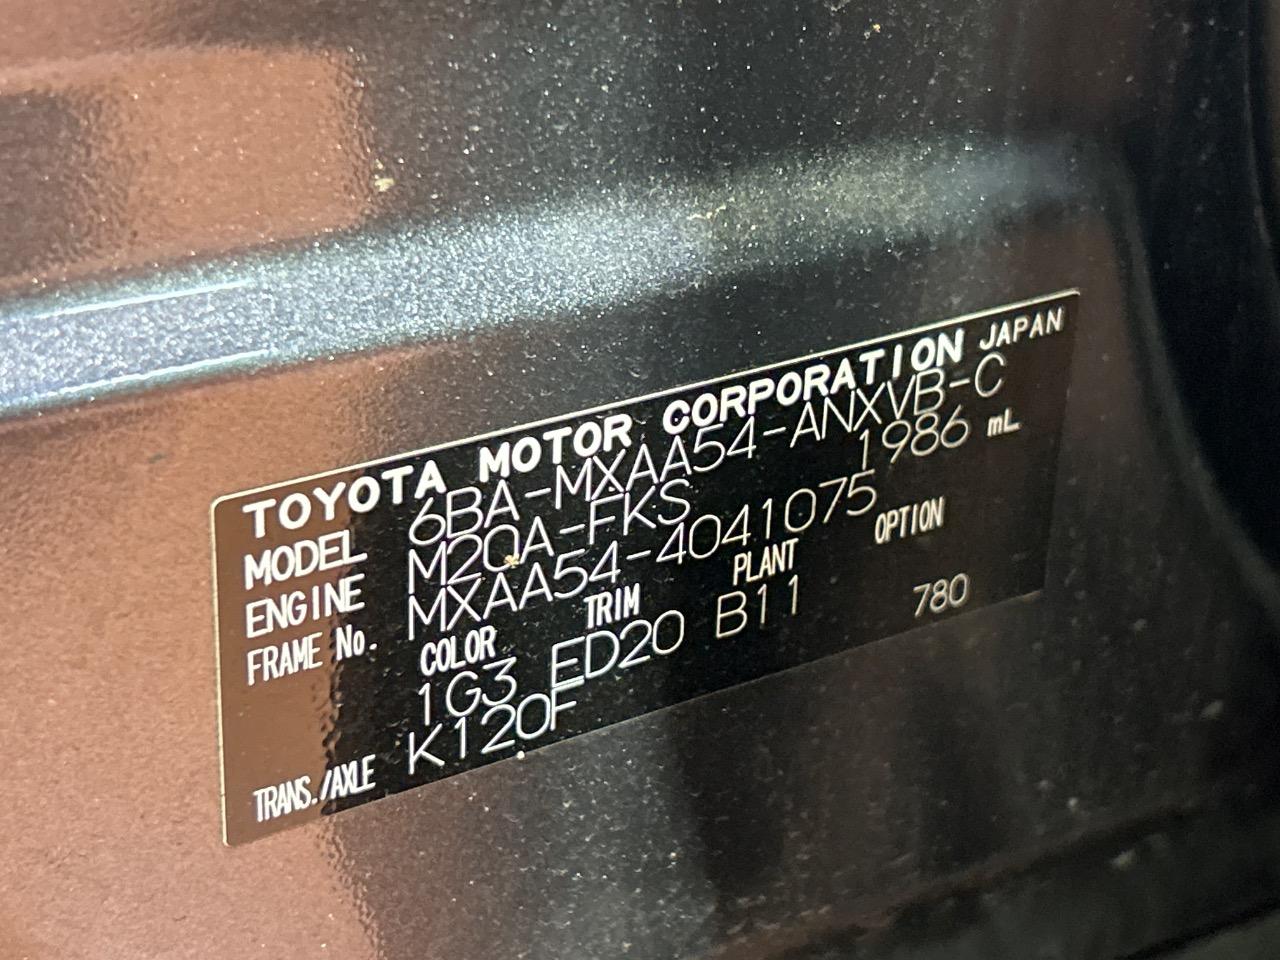 TOYOTA MOTOR CORPORATION JAPAN
MODEL 6BA-MXAA54-ANXVB-C
ENGINE M20A-FKS 1986 mL
FRAME No. MXAA54-4041075
COLOR TRIM PLANT OPTION
1G3 ED20 B11 780
TRANS./AXLE K120F